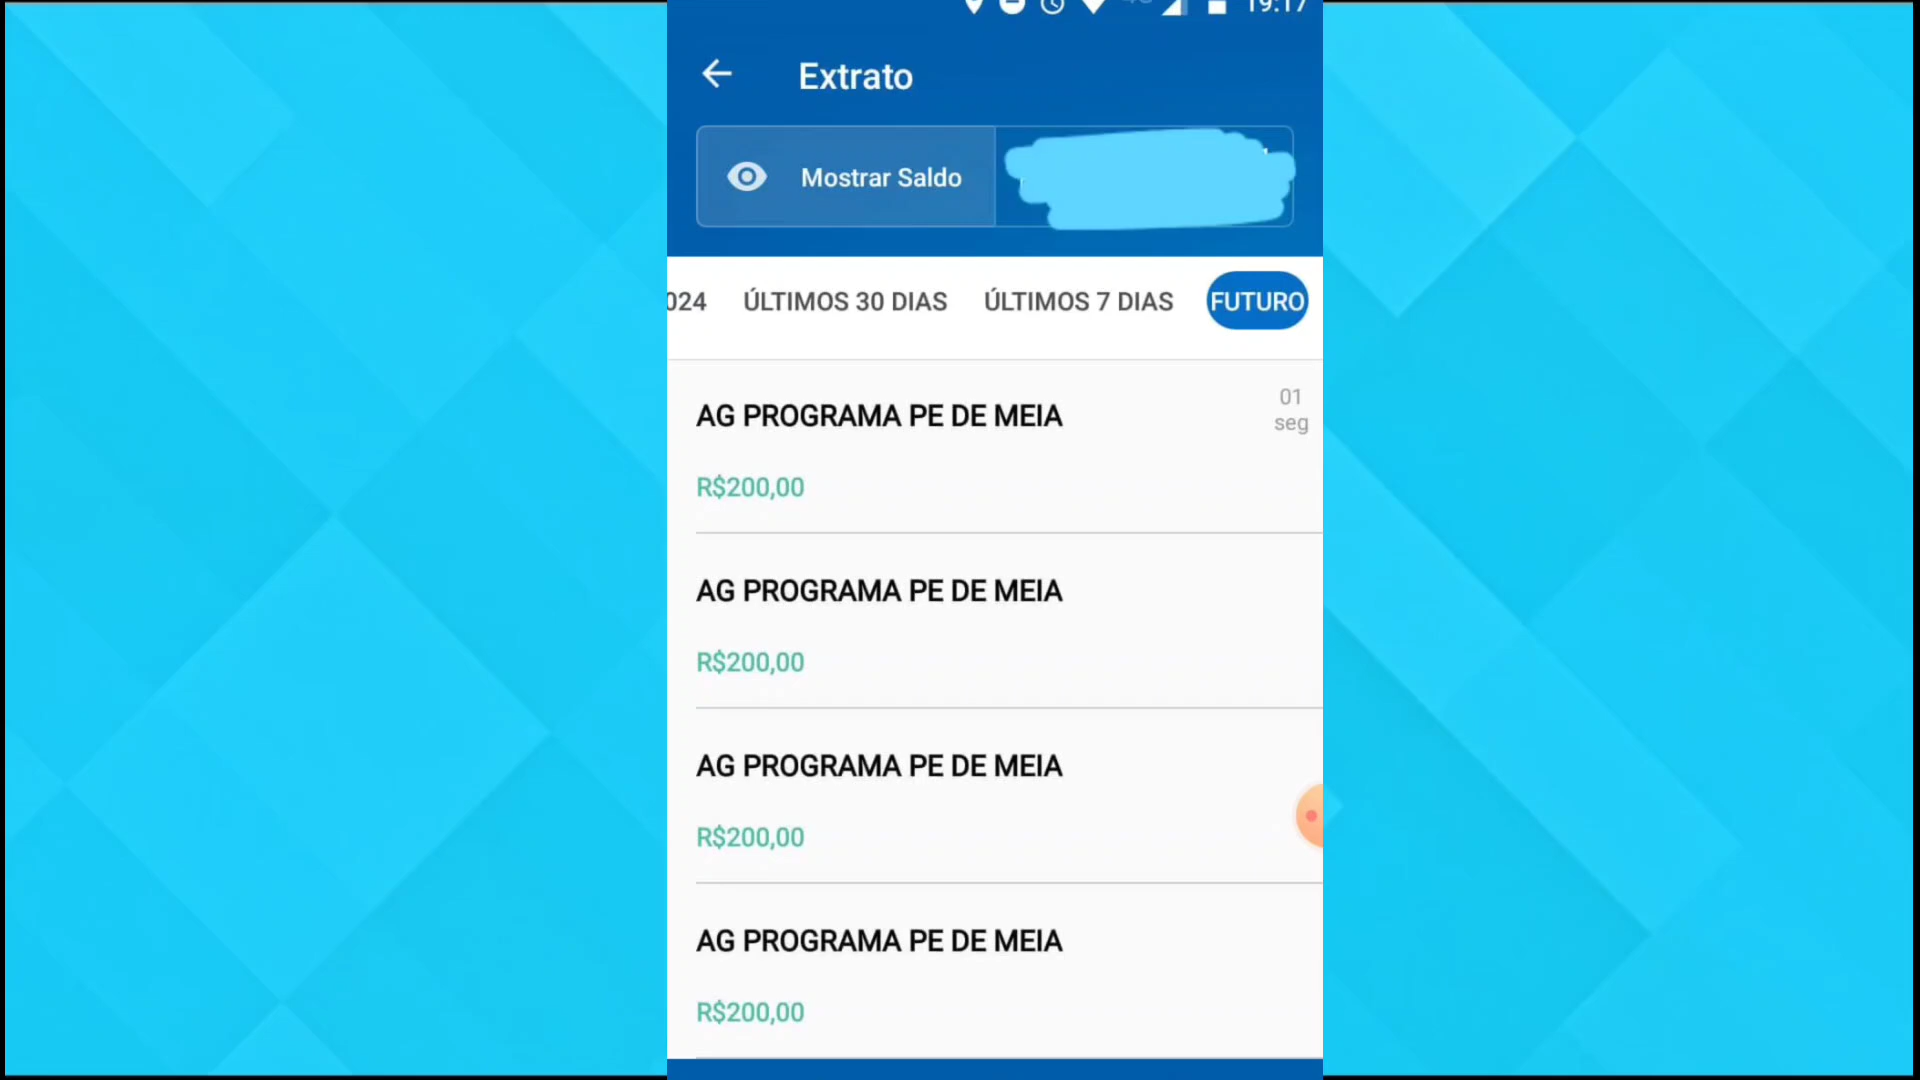 19:17
Extrato
Mostrar Saldo
024 ÚLTIMOS 30 DIAS ÚLTIMOS 7 DIAS FUTURO
AG PROGRAMA PE DE MEIA
01
seg
R$200,00
AG PROGRAMA PE DE MEIA
R$200,00
AG PROGRAMA PE DE MEIA
R$200,00
AG PROGRAMA PE DE MEIA
R$200,00